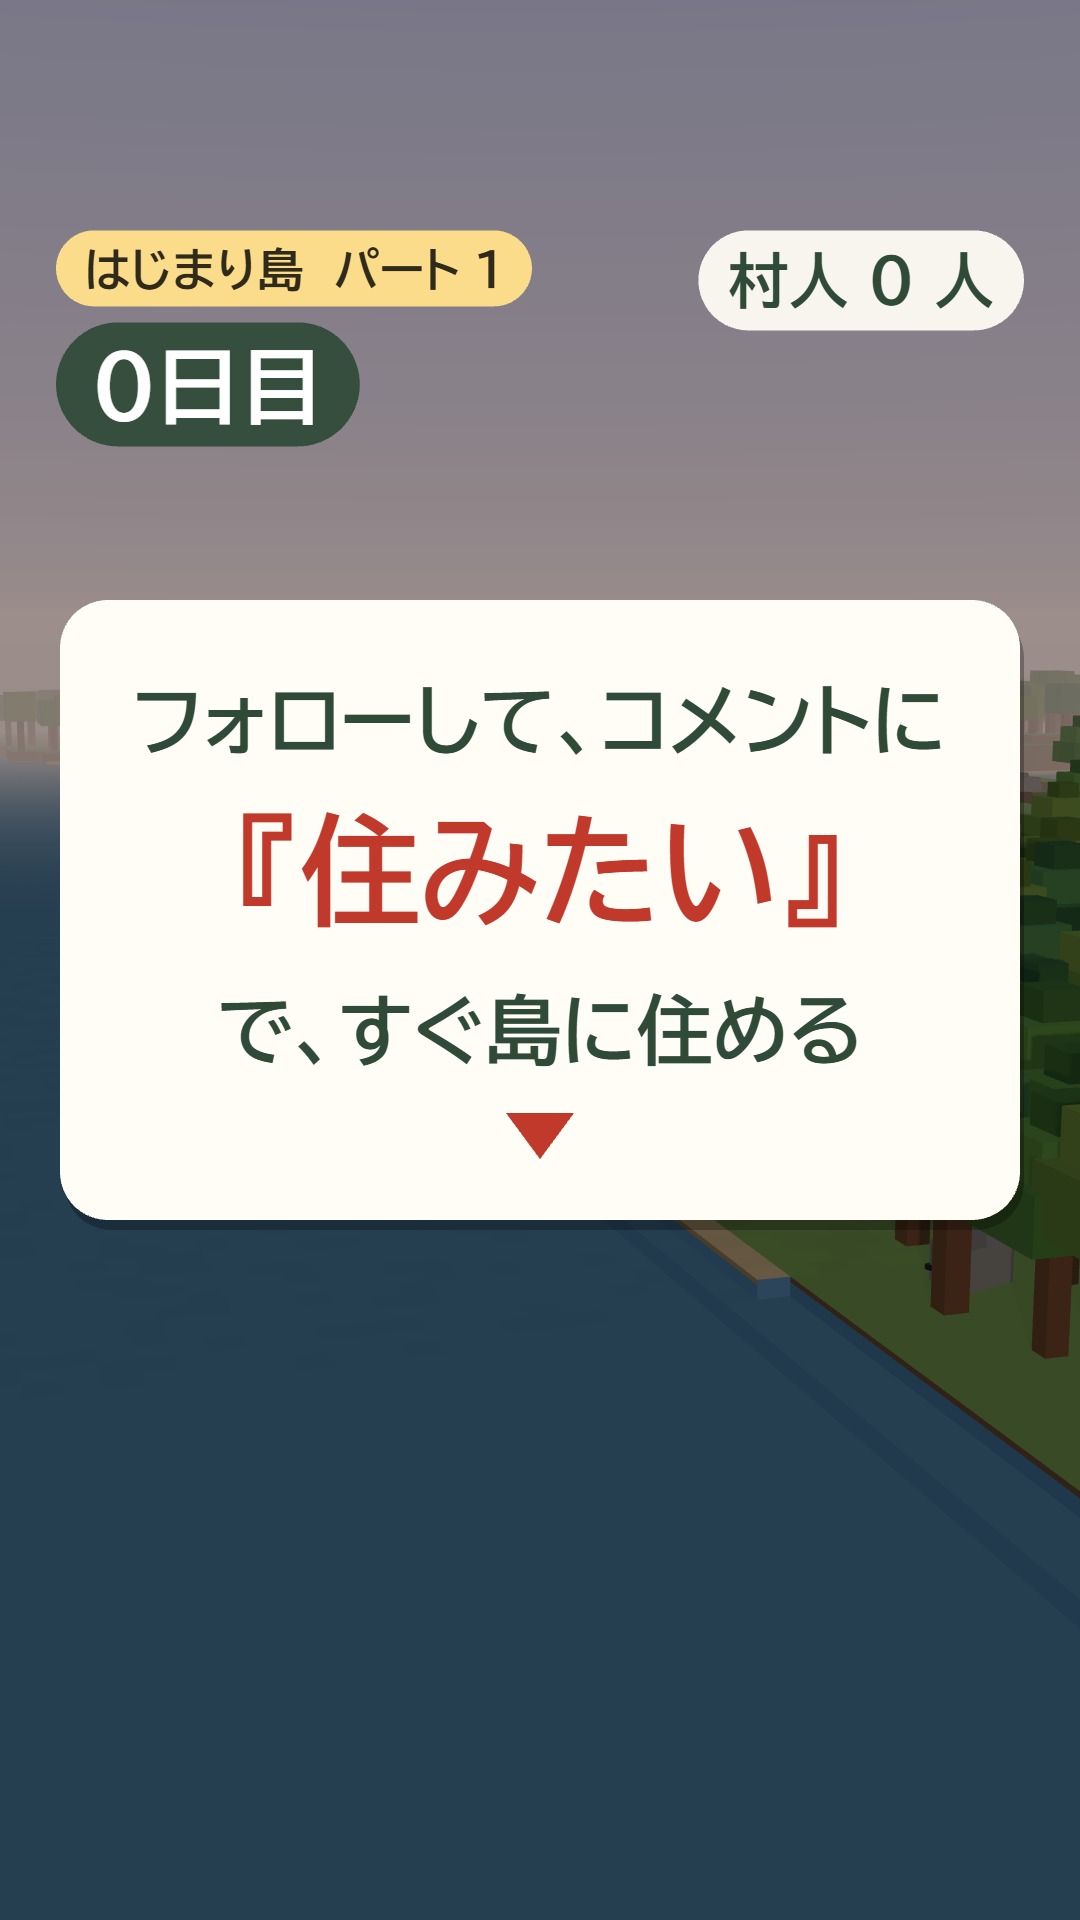 はじまり島 パート 1
村人 0 人
0日目
フォローして、コメントに
『住みたい』
で、すぐ島に住める